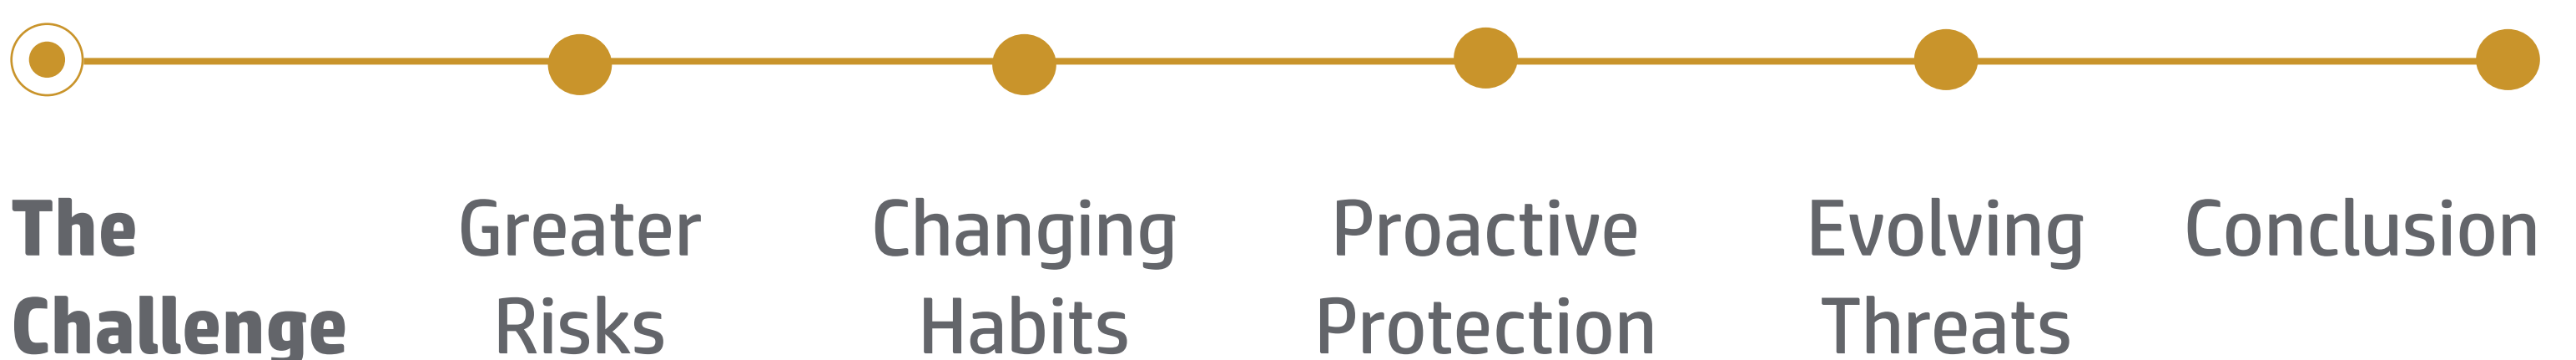 The
Challenge
Greater
Risks
Changing
Habits
Proactive
Protection
Evolving
Threats
Conclusion